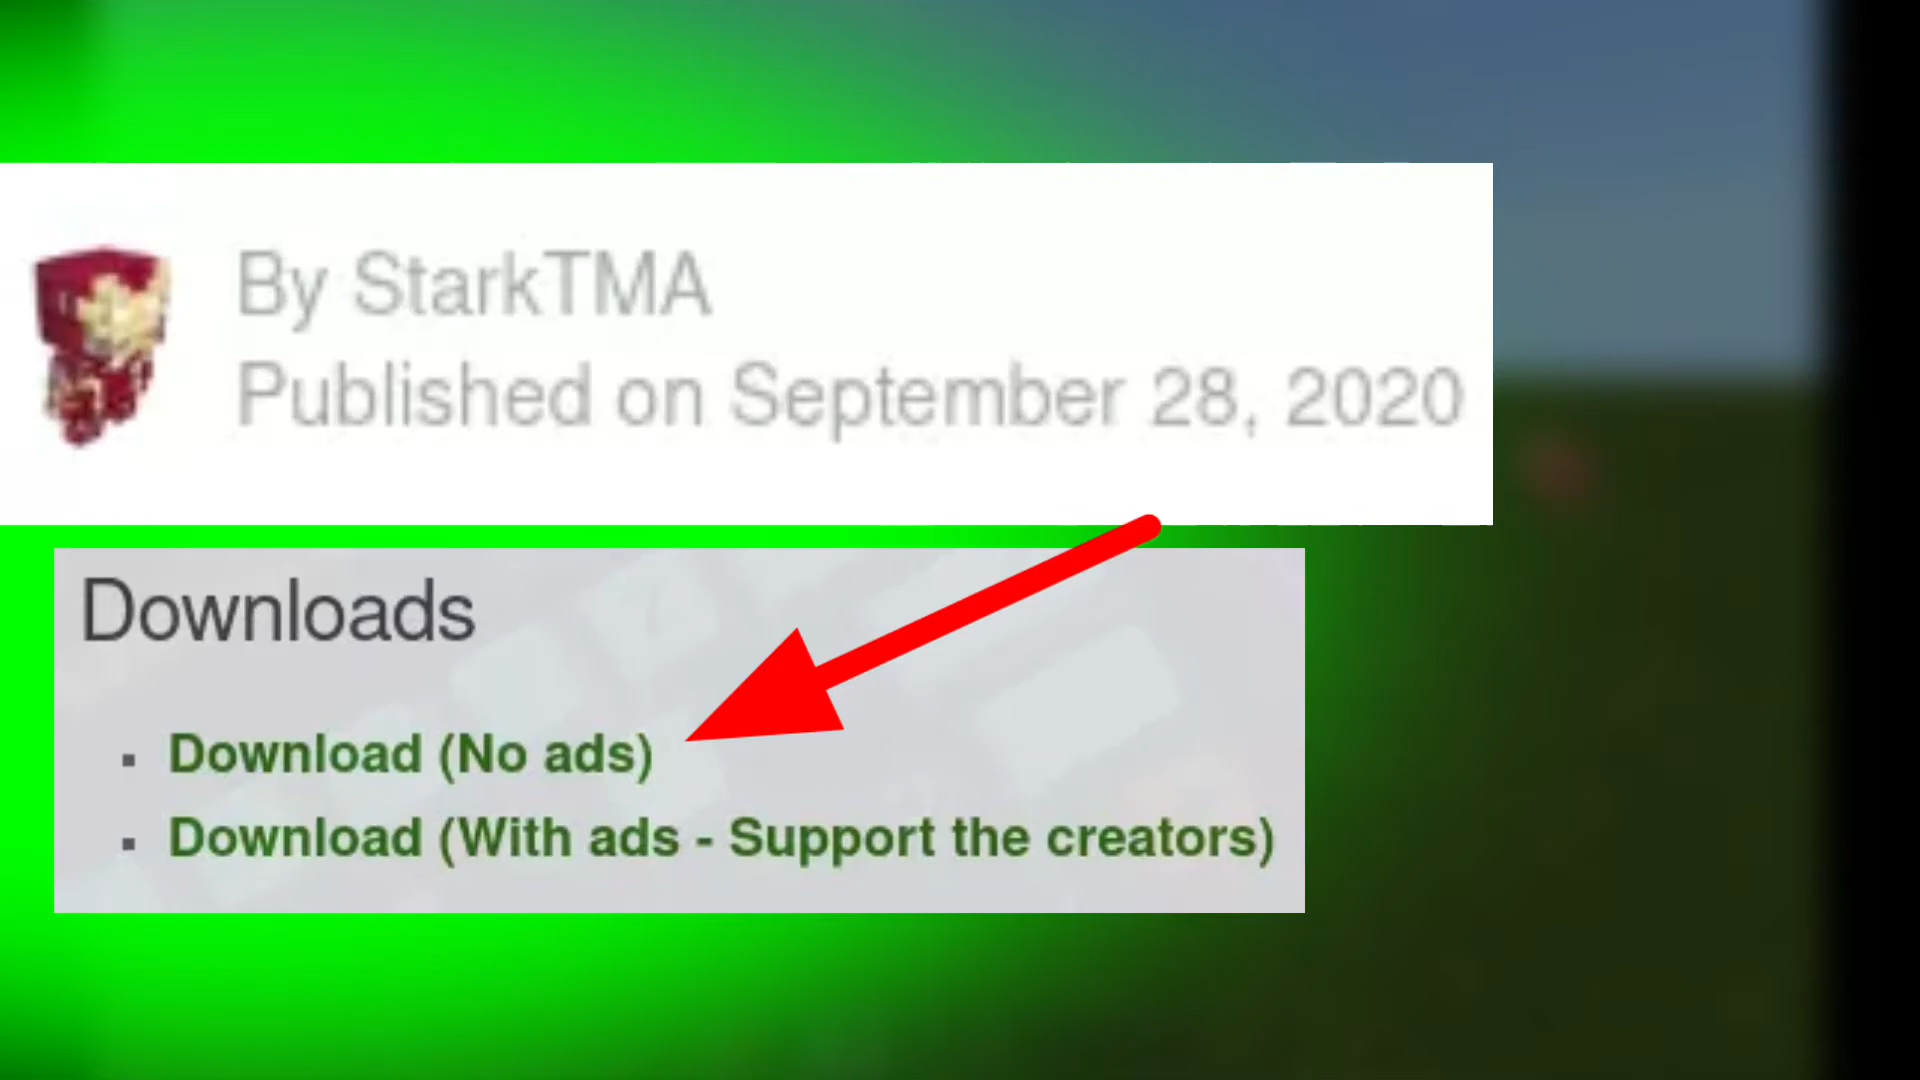 By StarkTMA
Published on September 28, 2020
Downloads
Download (No ads)
Download (With ads - Support the creators)